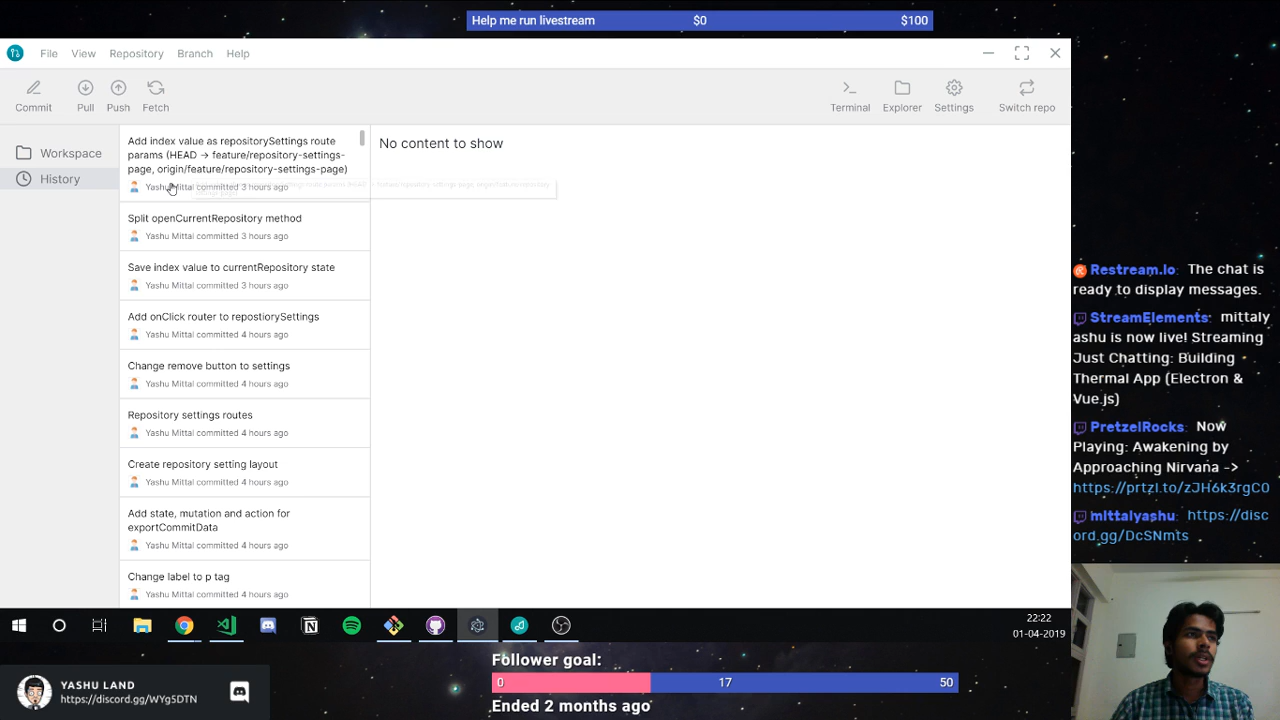 Help me run livestream $0 $100
File View Repository Branch Help
Commit Pull Push Fetch Terminal Explorer Settings Switch repo
Workspace
History
Add index value as repositorySettings route
params (HEAD → feature/repository-settings-
page, origin/feature/repository-settings-page)
Yashu Mittal committed 3 hours ago
Split openCurrentRepository method
Yashu Mittal committed 3 hours ago
Save index value to currentRepository state
Yashu Mittal committed 3 hours ago
Add onClick router to repostiorySettings
Yashu Mittal committed 4 hours ago
Change remove button to settings
Yashu Mittal committed 4 hours ago
Repository settings routes
Yashu Mittal committed 4 hours ago
Create repository setting layout
Yashu Mittal committed 4 hours ago
Add state, mutation and action for
exportCommitData
Yashu Mittal committed 4 hours ago
Change label to p tag
Yashu Mittal committed 4 hours ago
No content to show
Restream.io: The chat is
ready to display messages.
StreamElements: mittaly
ashu is now live! Streaming
Just Chatting: Building
Thermal App (Electron &
Vue.js)
PretzelRocks: Now
Playing: Awakening by
Approaching Nirvana ->
https://prtzl.to/zJH6k3rgC0
mittalyashu: https://disc
ord.gg/DcSNmts
22:22
01-04-2019
YASHU LAND
https://discord.gg/WYg5DTN
Follower goal:
0 17 50
Ended 2 months ago